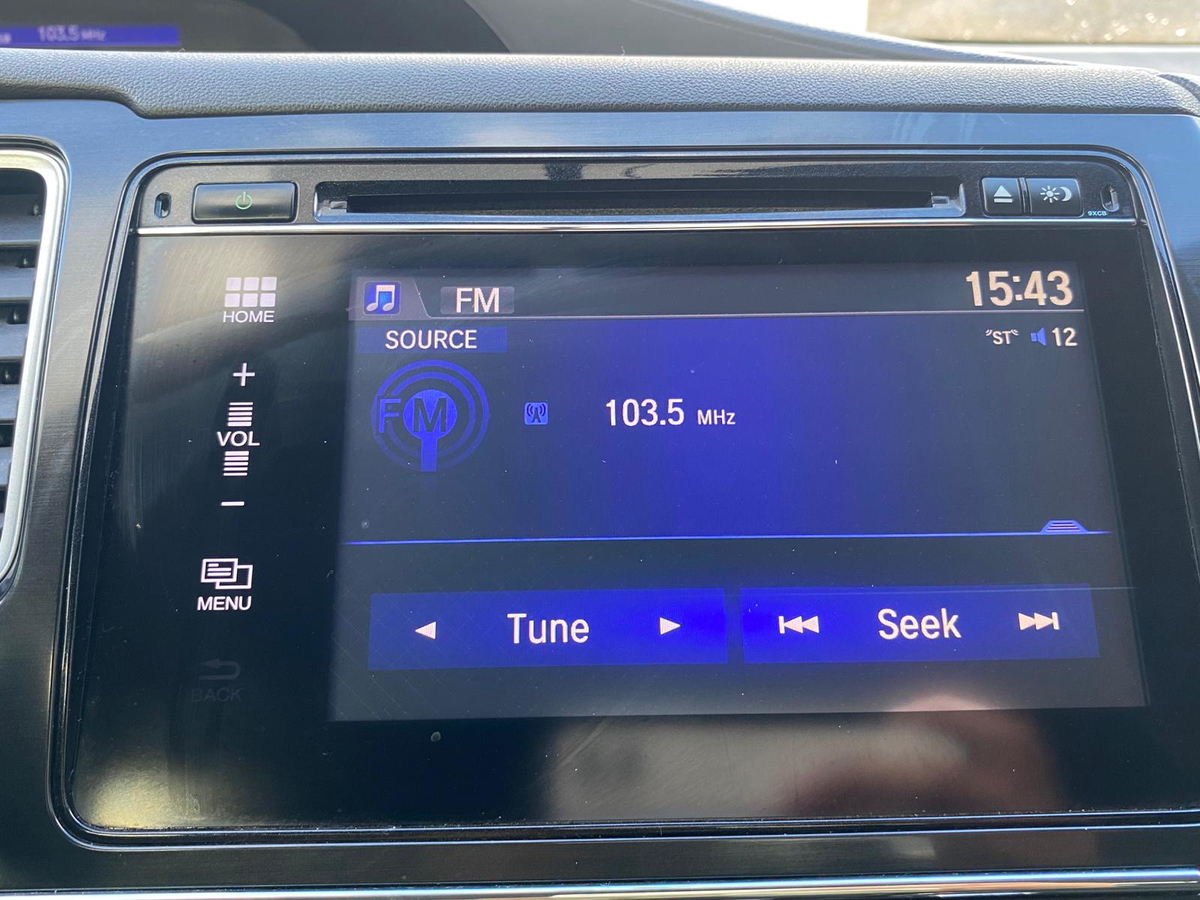 103.5 MHz
9XCB
HOME
FM
15:43
SOURCE
"ST"
12
+
VOL
−
FM
103.5 MHz
MENU
Tune
Seek
BACK